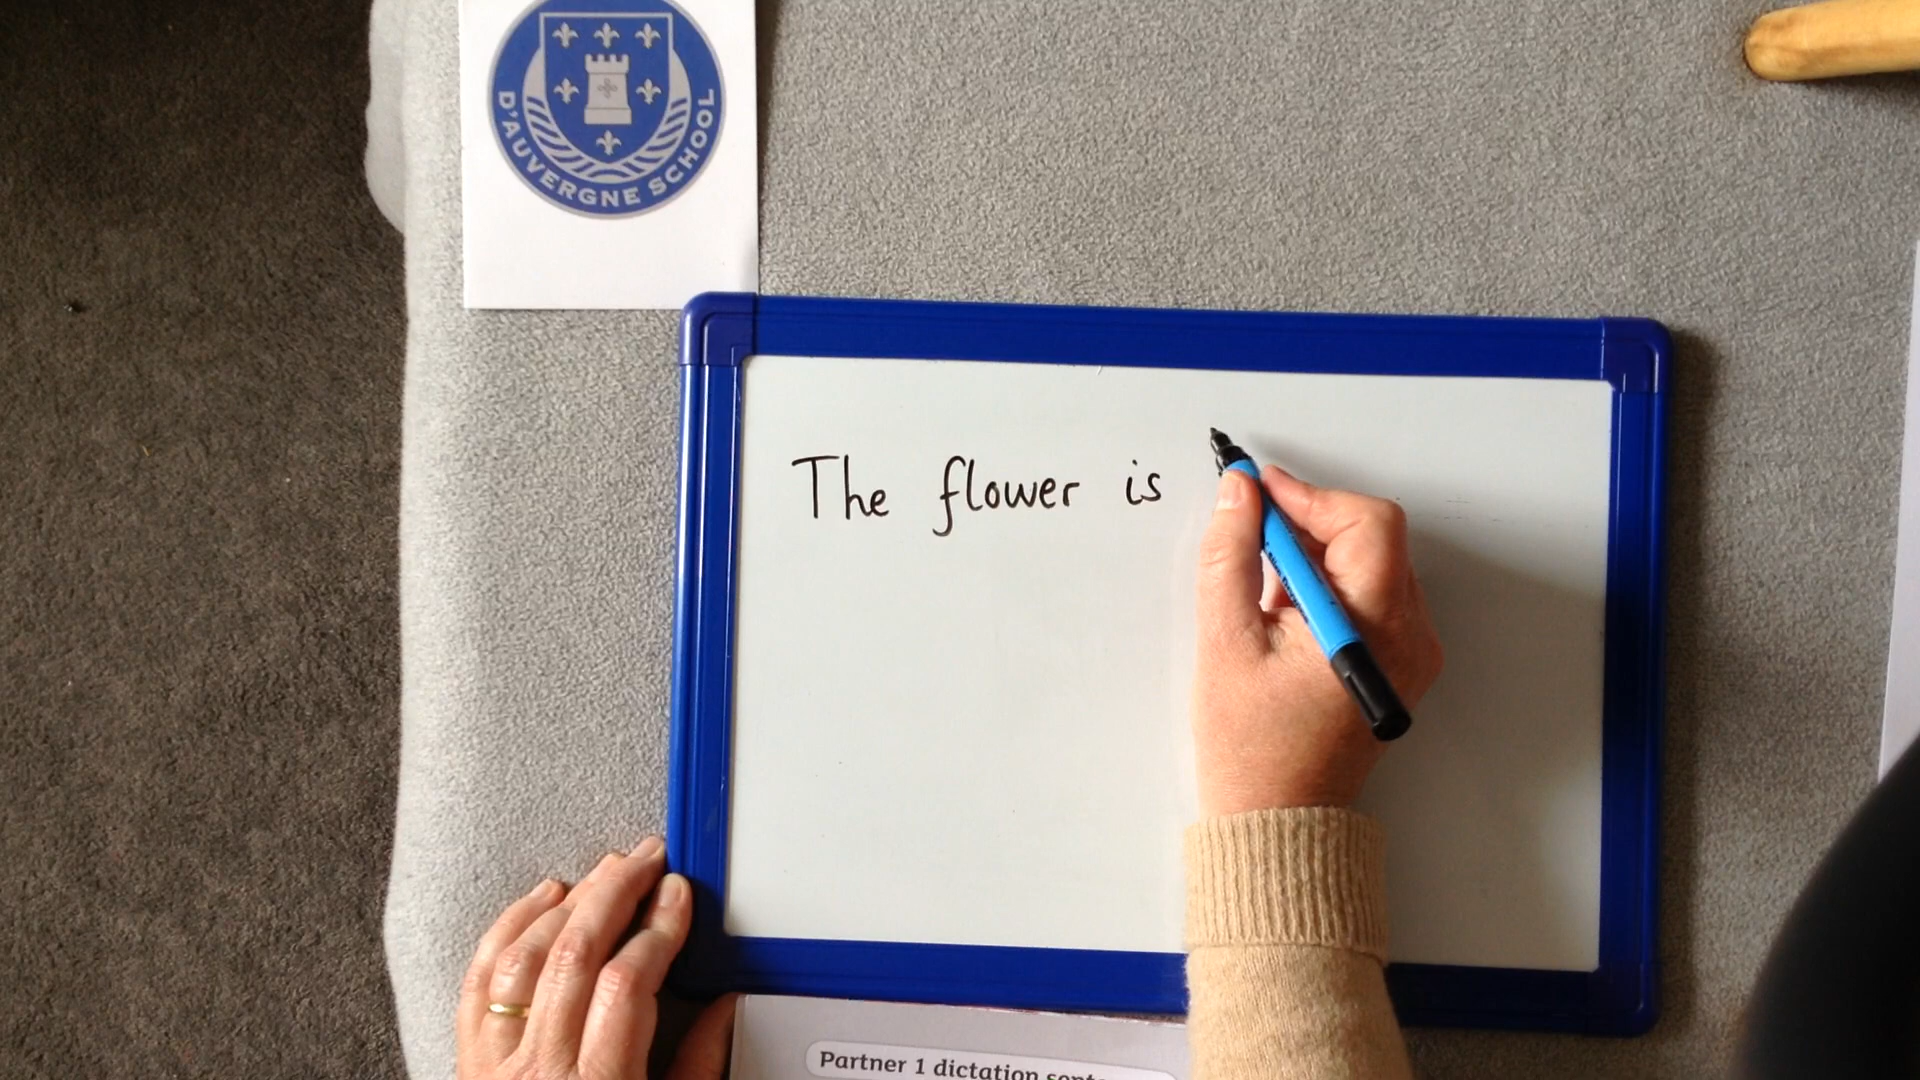 D'AUVERGNE SCHOOL
The flower is
Partner 1 dictation